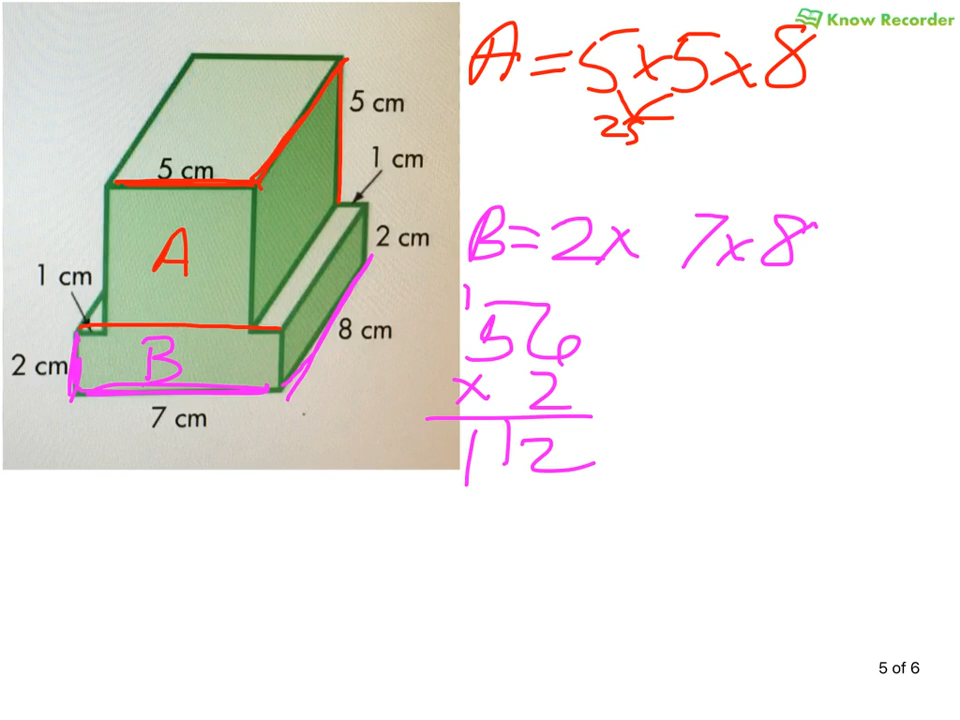 Know Recorder
A = 5 x 5 x 8
25
5 cm
5 cm
1 cm
A
2 cm
B = 2 x 7 x 8
1 cm
1
56
8 cm
2 cm
B
x 2
7 cm
112
5 of 6